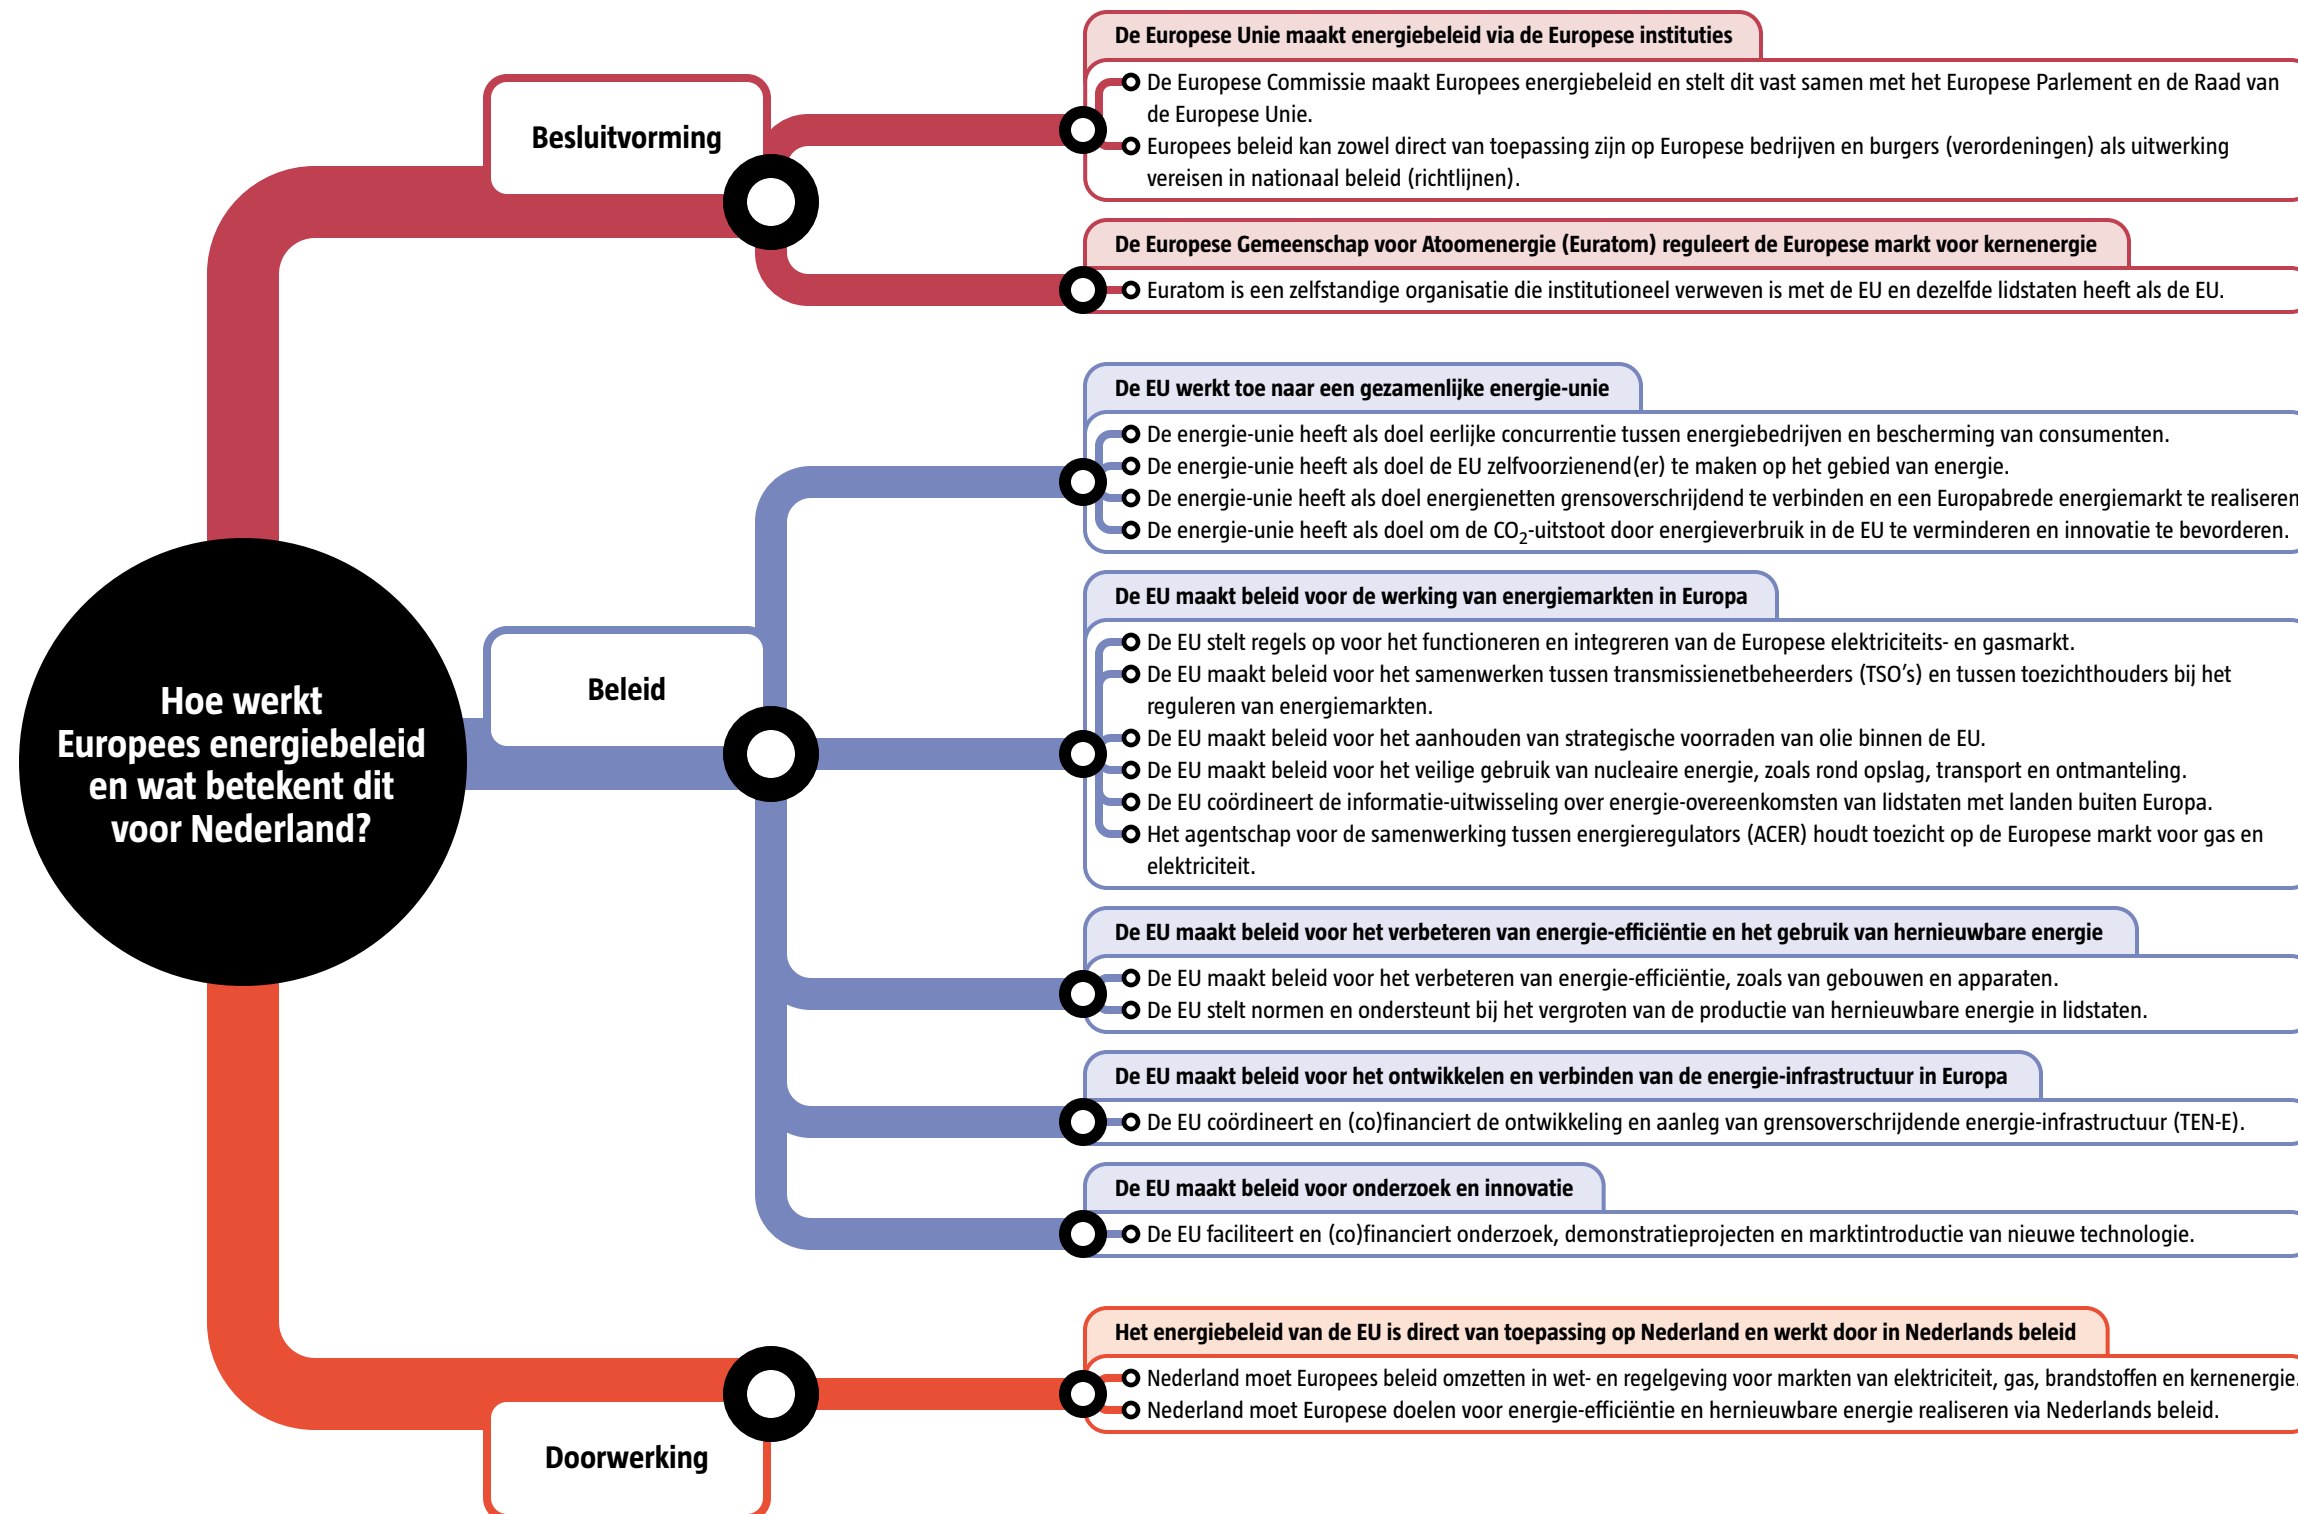 Hoe werkt
Europees energiebeleid
en wat betekent dit
voor Nederland?
Besluitvorming
De Europese Unie maakt energiebeleid via de Europese instituties
De Europese Commissie maakt Europees energiebeleid en stelt dit vast samen met het Europese Parlement en de Raad van
de Europese Unie.
Europees beleid kan zowel direct van toepassing zijn op Europese bedrijven en burgers (verordeningen) als uitwerking
vereisen in nationaal beleid (richtlijnen).
De Europese Gemeenschap voor Atoomenergie (Euratom) reguleert de Europese markt voor kernenergie
Euratom is een zelfstandige organisatie die institutioneel verweven is met de EU en dezelfde lidstaten heeft als de EU.
Beleid
De EU werkt toe naar een gezamenlijke energie-unie
De energie-unie heeft als doel eerlijke concurrentie tussen energiebedrijven en bescherming van consumenten.
De energie-unie heeft als doel de EU zelfvoorzienend(er) te maken op het gebied van energie.
De energie-unie heeft als doel energienetten grensoverschrijdend te verbinden en een Europabrede energiemarkt te realiseren
De energie-unie heeft als doel om de CO₂-uitstoot door energieverbruik in de EU te verminderen en innovatie te bevorderen.
De EU maakt beleid voor de werking van energiemarkten in Europa
De EU stelt regels op voor het functioneren en integreren van de Europese elektriciteits- en gasmarkt.
De EU maakt beleid voor het samenwerken tussen transmissienetbeheerders (TSO's) en tussen toezichthouders bij het
reguleren van energiemarkten.
De EU maakt beleid voor het aanhouden van strategische voorraden van olie binnen de EU.
De EU maakt beleid voor het veilige gebruik van nucleaire energie, zoals rond opslag, transport en ontmanteling.
De EU coördineert de informatie-uitwisseling over energie-overeenkomsten van lidstaten met landen buiten Europa.
Het agentschap voor de samenwerking tussen energieregulators (ACER) houdt toezicht op de Europese markt voor gas en
elektriciteit.
De EU maakt beleid voor het verbeteren van energie-efficiëntie en het gebruik van hernieuwbare energie
De EU maakt beleid voor het verbeteren van energie-efficiëntie, zoals van gebouwen en apparaten.
De EU stelt normen en ondersteunt bij het vergroten van de productie van hernieuwbare energie in lidstaten.
De EU maakt beleid voor het ontwikkelen en verbinden van de energie-infrastructuur in Europa
De EU coördineert en (co)financiert de ontwikkeling en aanleg van grensoverschrijdende energie-infrastructuur (TEN-E).
De EU maakt beleid voor onderzoek en innovatie
De EU faciliteert en (co)financiert onderzoek, demonstratieprojecten en marktintroductie van nieuwe technologie.
Doorwerking
Het energiebeleid van de EU is direct van toepassing op Nederland en werkt door in Nederlands beleid
Nederland moet Europees beleid omzetten in wet- en regelgeving voor markten van elektriciteit, gas, brandstoffen en kernenergie.
Nederland moet Europese doelen voor energie-efficiëntie en hernieuwbare energie realiseren via Nederlands beleid.